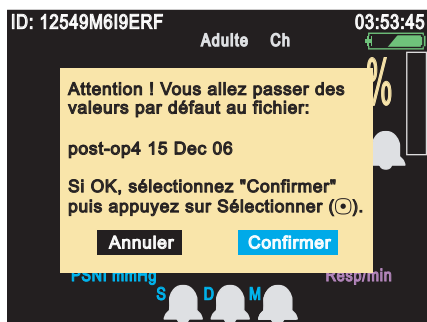 ID: 12549M6I9ERF 03:53:45
Adulte Ch
%
Attention ! Vous allez passer des
valeurs par défaut au fichier:
post-op4 15 Dec 06
Si OK, sélectionnez "Confirmer"
puis appuyez sur Sélectionner (⊙).
Annuler Confirmer
PSNI mmHg Resp/min
S D M